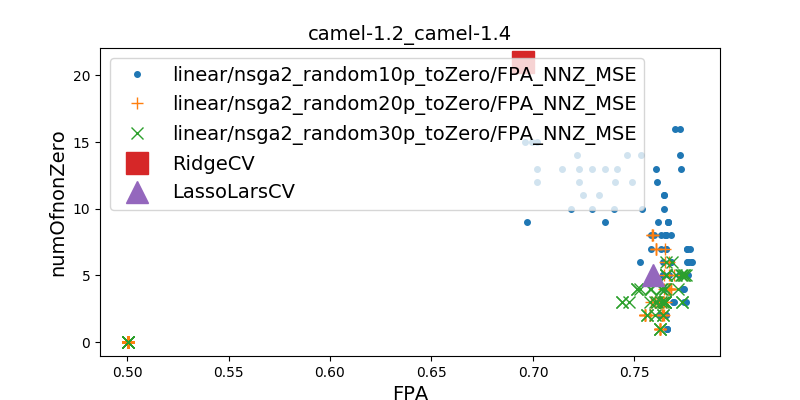 camel-1.2_camel-1.4
linear/nsga2_random10p_toZero/FPA_NNZ_MSE
linear/nsga2_random20p_toZero/FPA_NNZ_MSE
linear/nsga2_random30p_toZero/FPA_NNZ_MSE
RidgeCV
LassoLarsCV
numOfnonZero
20
15
10
5
0
0.50 0.55 0.60 0.65 0.70 0.75
FPA